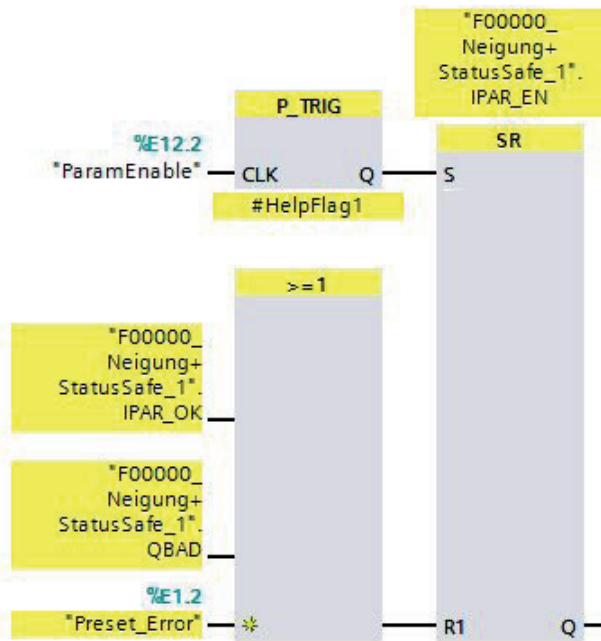 "F00000_
Neigung+
StatusSafe_1".
IPAR_EN
P_TRIG
SR
%E12.2
"ParamEnable"
CLK
Q
S
#HelpFlag1
>=1
"F00000_
Neigung+
StatusSafe_1".
IPAR_OK
"F00000_
Neigung+
StatusSafe_1".
QBAD
%E1.2
"Preset_Error"
R1
Q